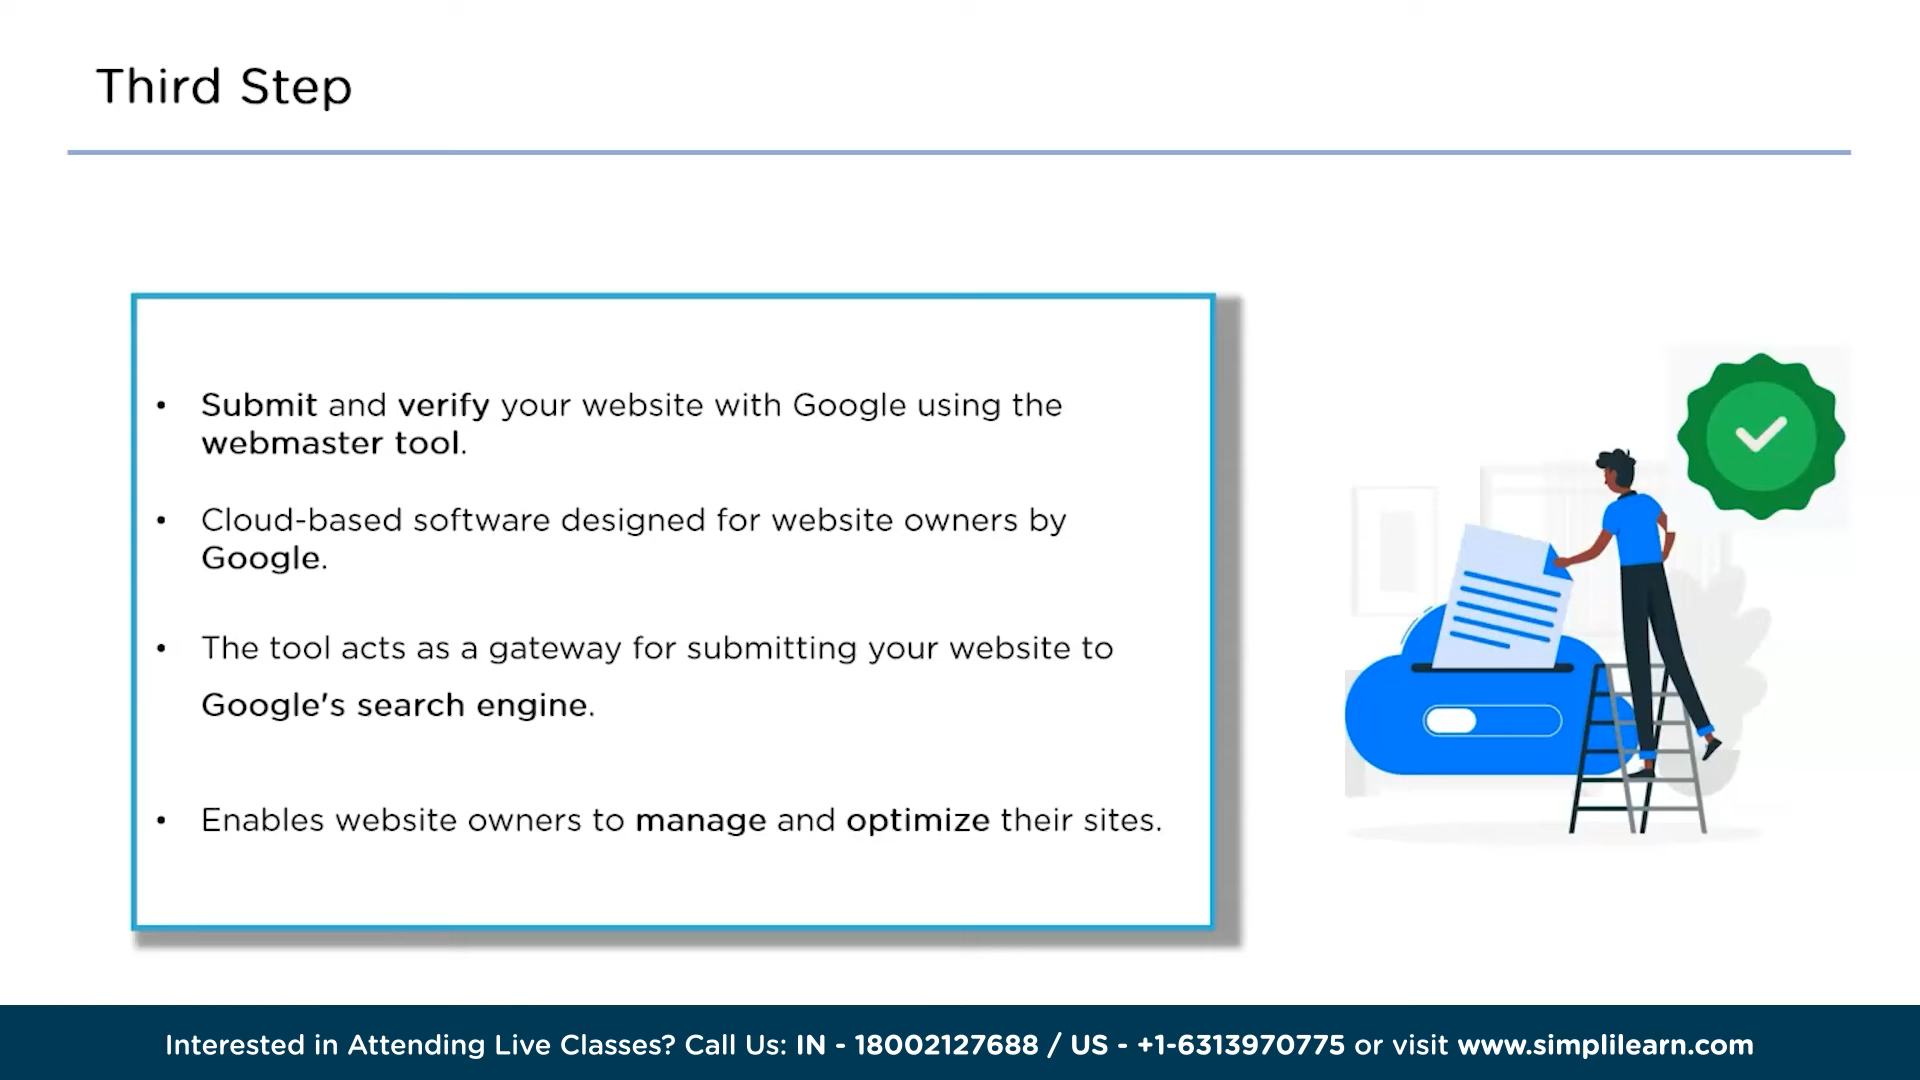 Third Step
• Submit and verify your website with Google using the
webmaster tool.
• Cloud-based software designed for website owners by
Google.
• The tool acts as a gateway for submitting your website to
Google's search engine.
• Enables website owners to manage and optimize their sites.
Interested in Attending Live Classes? Call Us: IN - 18002127688 / US - +1-6313970775 or visit www.simplilearn.com